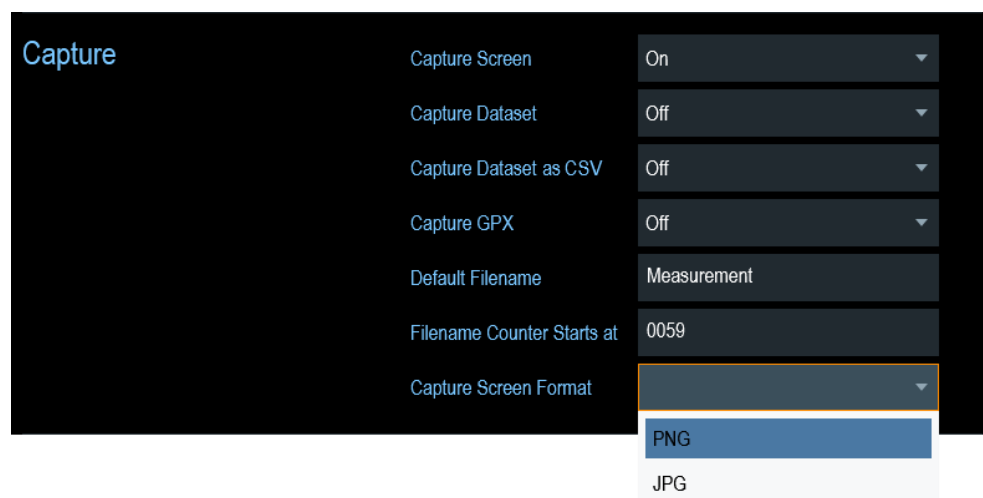 Capture
Capture Screen On
Capture Dataset Off
Capture Dataset as CSV Off
Capture GPX Off
Default Filename Measurement
Filename Counter Starts at 0059
Capture Screen Format
PNG
JPG